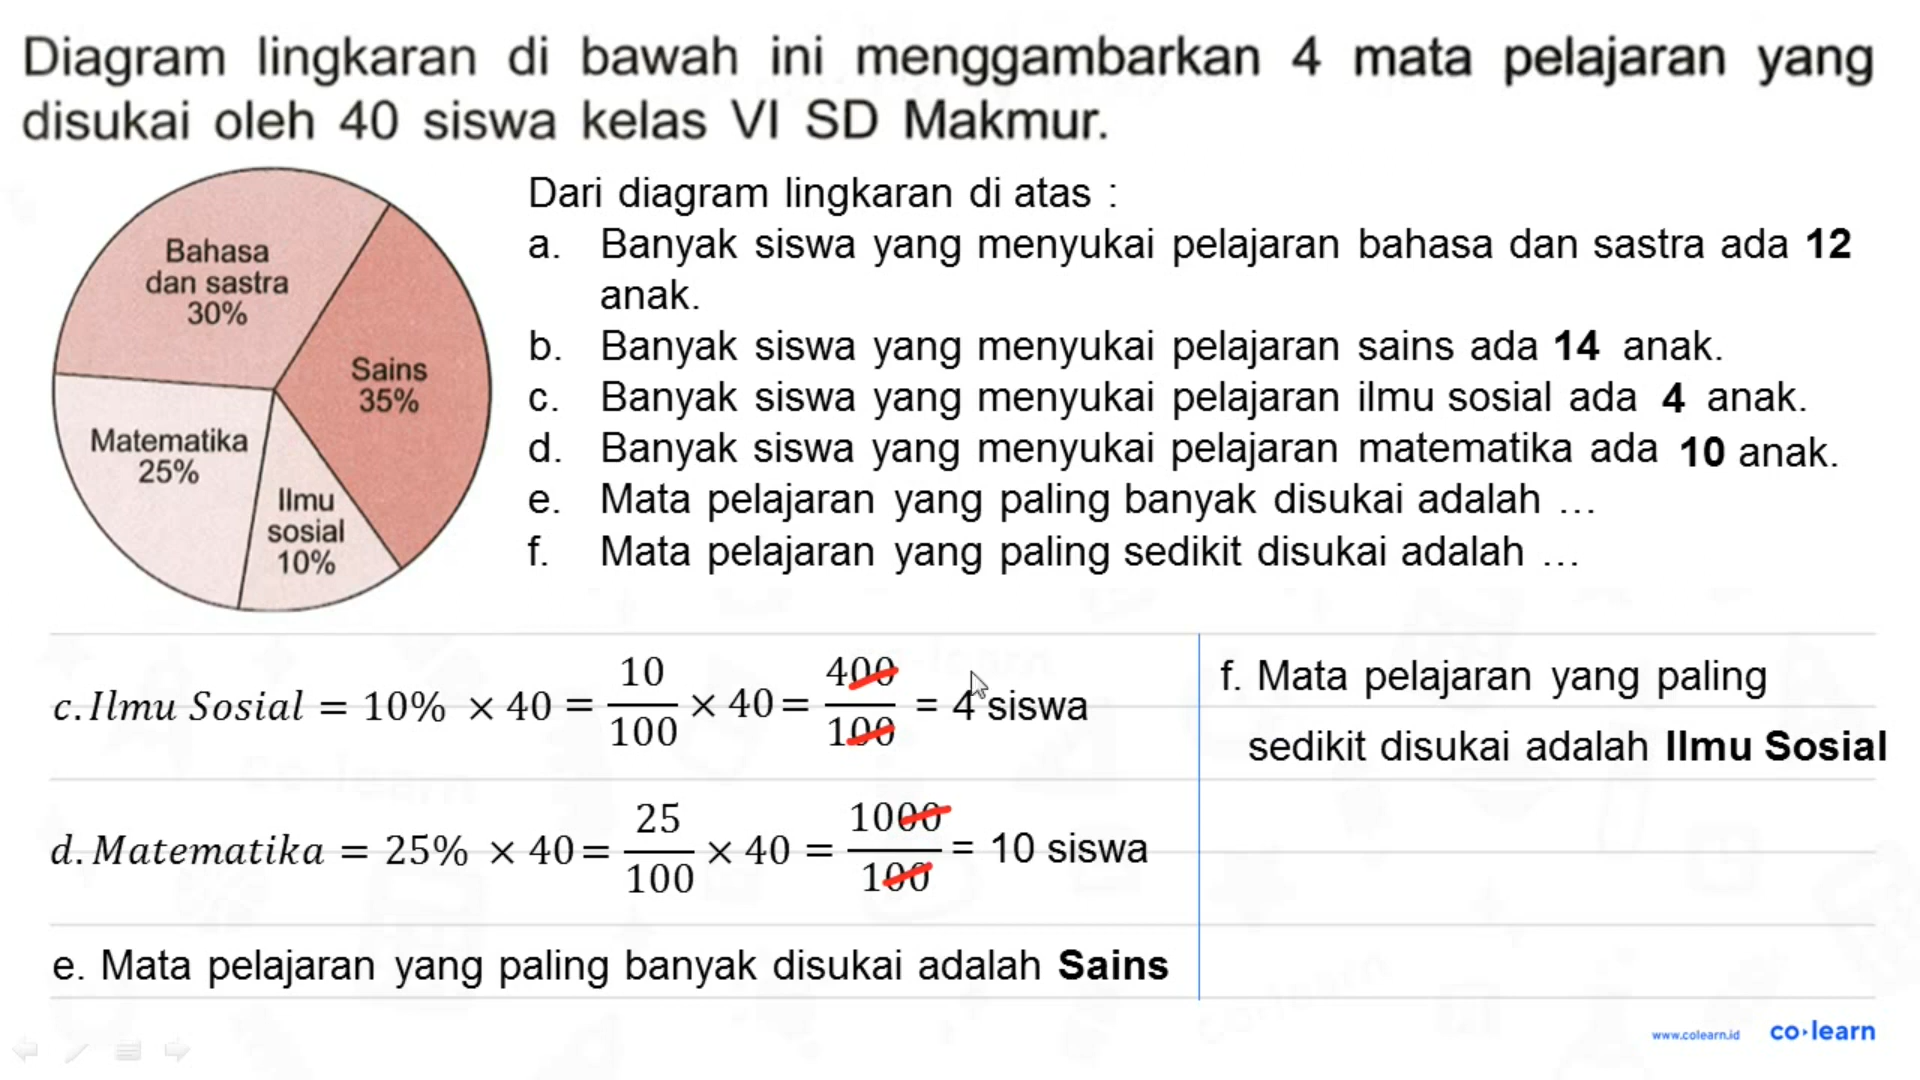 Diagram lingkaran di bawah ini menggambarkan 4 mata pelajaran yang
disukai oleh 40 siswa kelas VI SD Makmur.
Bahasa
dan sastra
30%
Sains
35%
Matematika
25%
Ilmu
sosial
10%
Dari diagram lingkaran di atas :
a. Banyak siswa yang menyukai pelajaran bahasa dan sastra ada 12
anak.
b. Banyak siswa yang menyukai pelajaran sains ada 14 anak.
c. Banyak siswa yang menyukai pelajaran ilmu sosial ada 4 anak.
d. Banyak siswa yang menyukai pelajaran matematika ada 10 anak.
e. Mata pelajaran yang paling banyak disukai adalah ...
f. Mata pelajaran yang paling sedikit disukai adalah ...
c. Ilmu Sosial = 10% × 40 = 10/100 × 40 = 400/100 = 4 siswa
d. Matematika = 25% × 40 = 25/100 × 40 = 1000/100 = 10 siswa
e. Mata pelajaran yang paling banyak disukai adalah Sains
f. Mata pelajaran yang paling
sedikit disukai adalah Ilmu Sosial
www.colearn.id co·learn